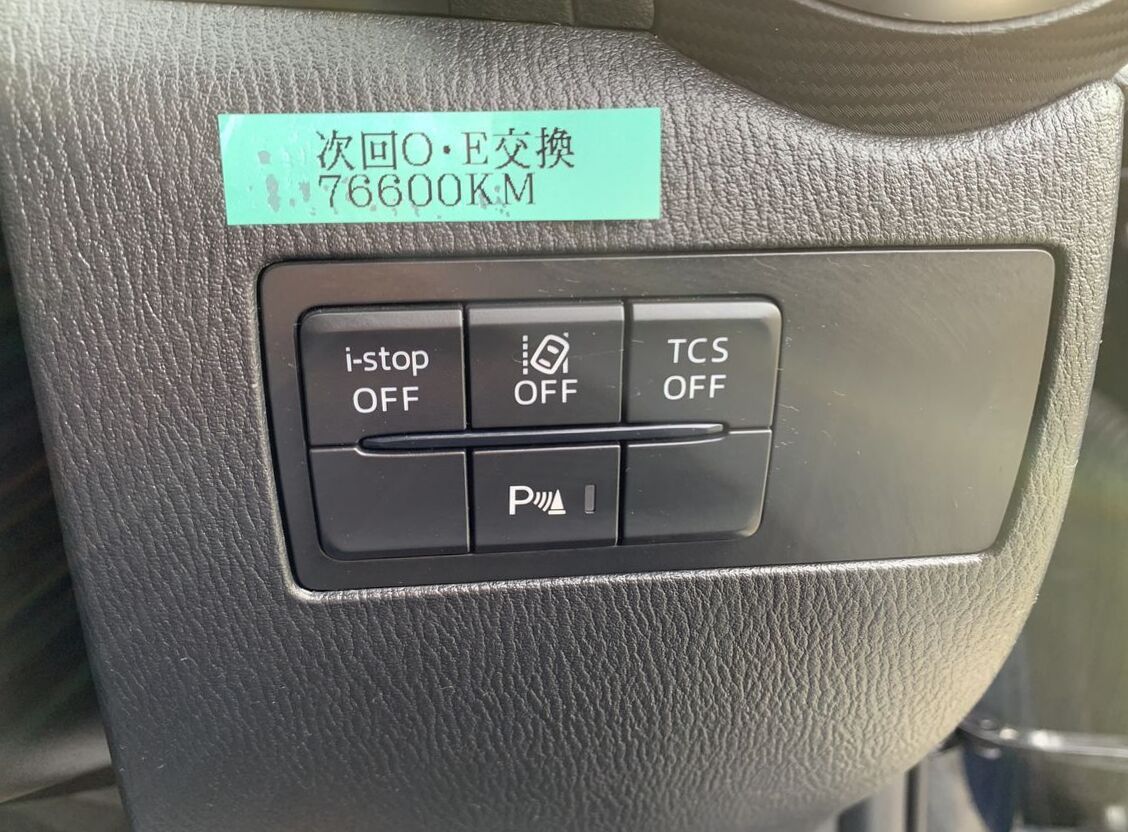 次回O・E交換
76600KM
i-stop
OFF
OFF
TCS
OFF
P